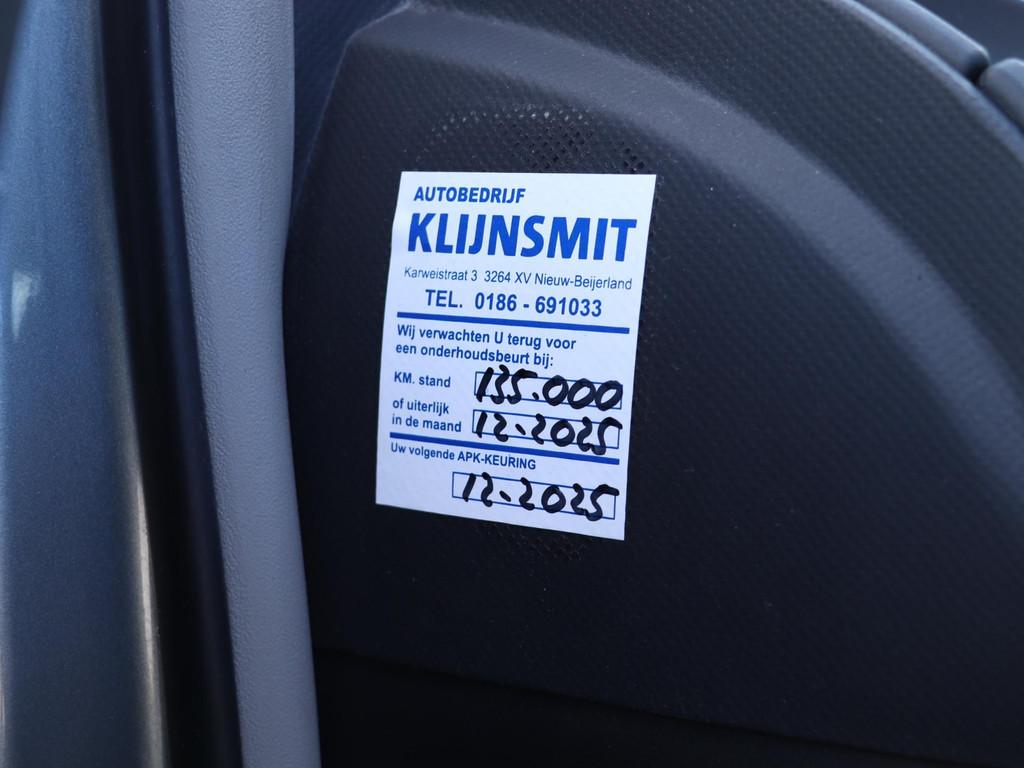 AUTOBEDRIJF
KLIJNSMIT
Karweistraat 3 3264 XV Nieuw-Beijerland
TEL. 0186 - 691033
Wij verwachten U terug voor
een onderhoudsbeurt bij:
KM. stand 135.000
of uiterlijk
in de maand 12-2025
Uw volgende APK-KEURING
12-2025